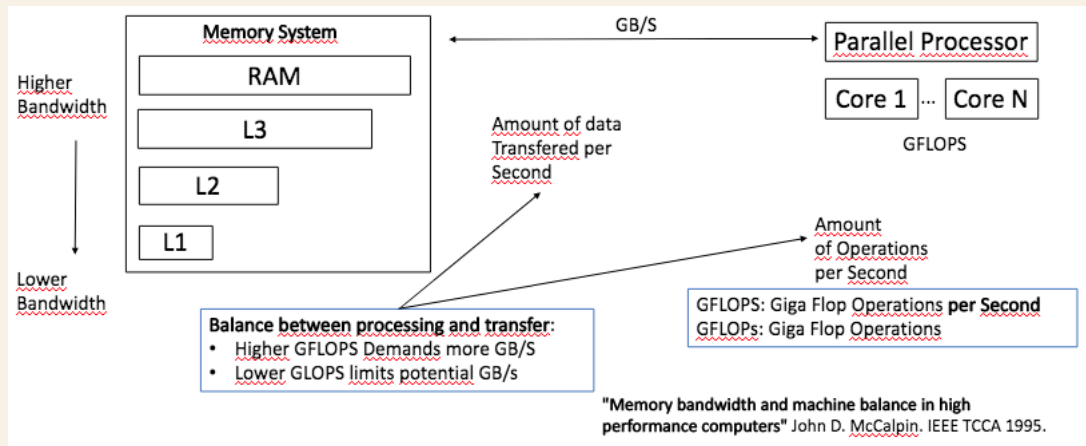 Memory System
RAM
L3
L2
L1
Higher
Bandwidth
Lower
Bandwidth
GB/S
Parallel Processor
Core 1 ... Core N
GFLOPS
Amount of data
Transfered per
Second
Amount
of Operations
per Second
GFLOPS: Giga Flop Operations per Second
GFLOPs: Giga Flop Operations
Balance between processing and transfer:
• Higher GFLOPS Demands more GB/S
• Lower GLOPS limits potential GB/s
"Memory bandwidth and machine balance in high
performance computers" John D. McCalpin. IEEE TCCA 1995.